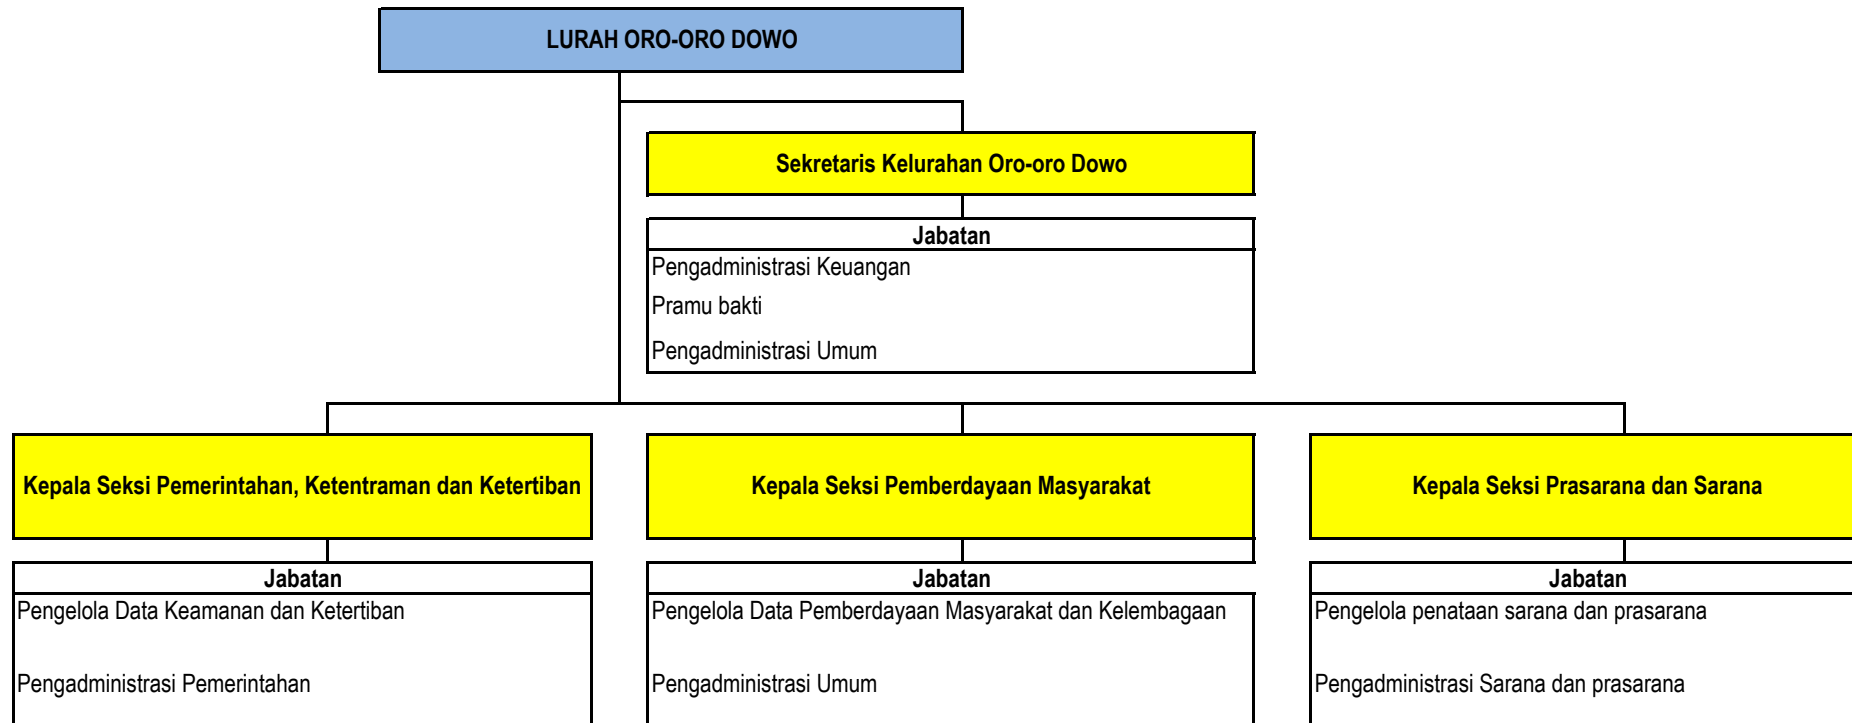 LURAH ORO-ORO DOWO
Sekretaris Kelurahan Oro-oro Dowo
Jabatan
Pengadministrasi Keuangan
Pramu bakti
Pengadministrasi Umum
Kepala Seksi Pemerintahan, Ketentraman dan Ketertiban
Kepala Seksi Pemberdayaan Masyarakat
Kepala Seksi Prasarana dan Sarana
Jabatan
Pengelola Data Keamanan dan Ketertiban
Pengadministrasi Pemerintahan
Jabatan
Pengelola Data Pemberdayaan Masyarakat dan Kelembagaan
Pengadministrasi Umum
Jabatan
Pengelola penataan sarana dan prasarana
Pengadministrasi Sarana dan prasarana